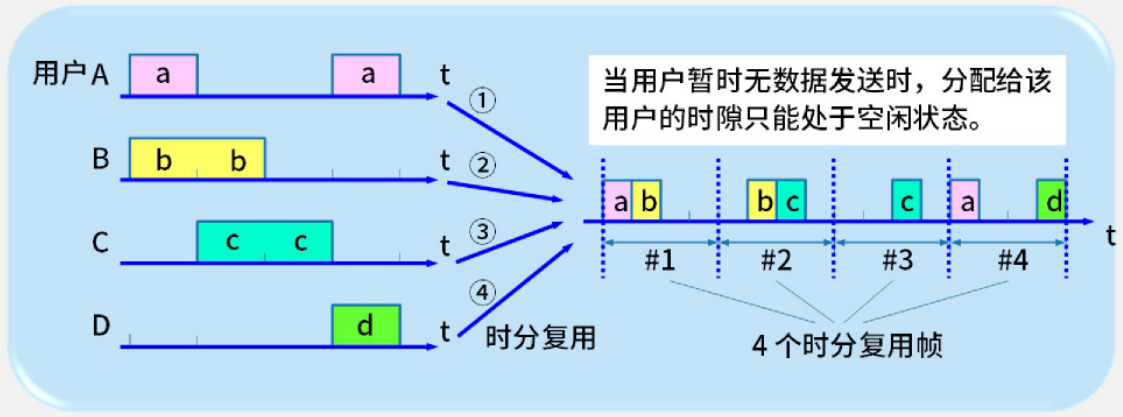 用户A a a t
①
B b b t
②
C c c t
③
④
D d t
时分复用
当用户暂时无数据发送时，分配给该
用户的时隙只能处于空闲状态。
a b b c c a d
t
#1 #2 #3 #4
4 个时分复用帧